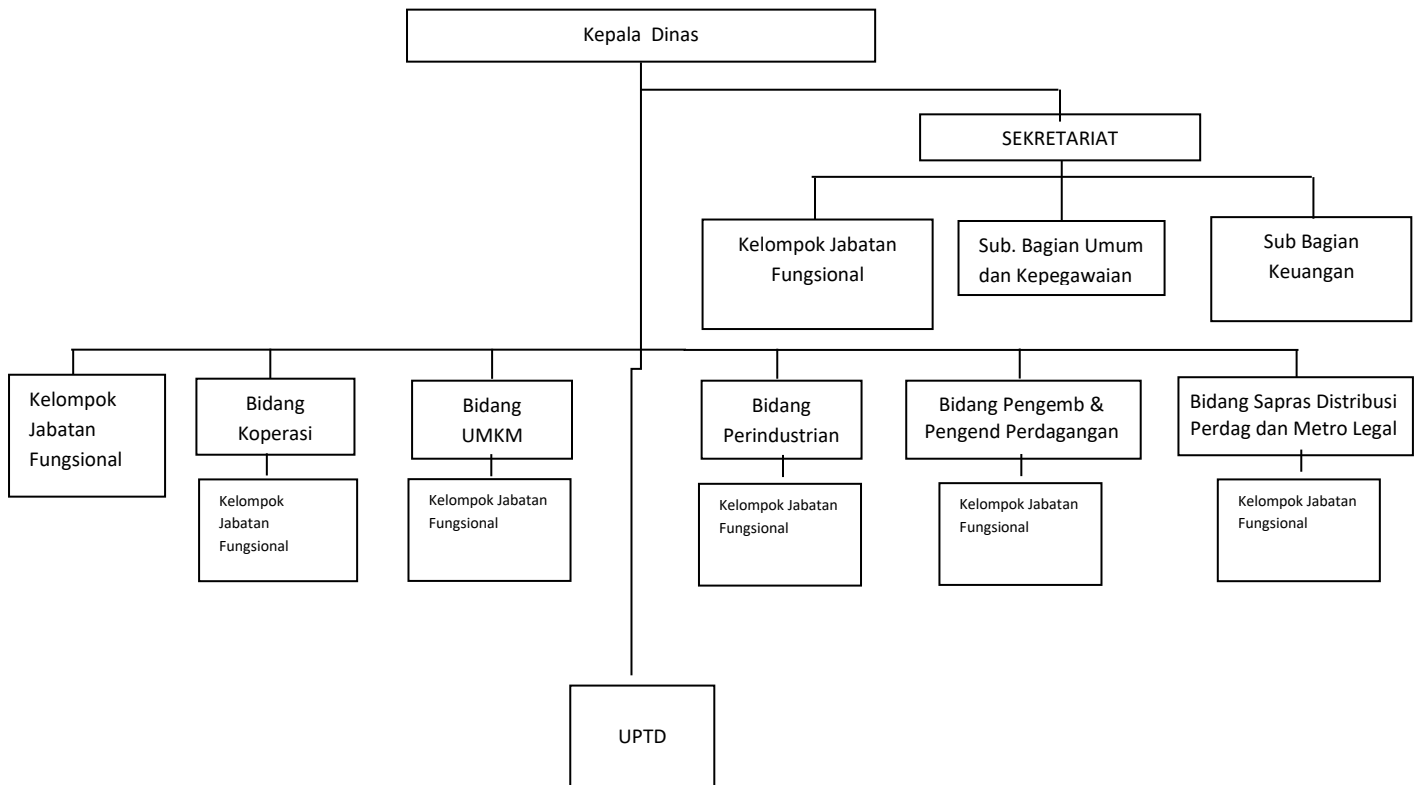 Kepala Dinas
SEKRETARIAT
Kelompok Jabatan
Fungsional
Sub. Bagian Umum
dan Kepegawaian
Sub Bagian
Keuangan
Kelompok
Jabatan
Fungsional
Bidang
Koperasi
Bidang
UMKM
Bidang
Perindustrian
Bidang Pengemb &
Pengend Perdagangan
Bidang Sapras Distribusi
Perdag dan Metro Legal
Kelompok
Jabatan
Fungsional
Kelompok Jabatan
Fungsional
Kelompok Jabatan
Fungsional
Kelompok Jabatan
Fungsional
Kelompok Jabatan
Fungsional
UPTD